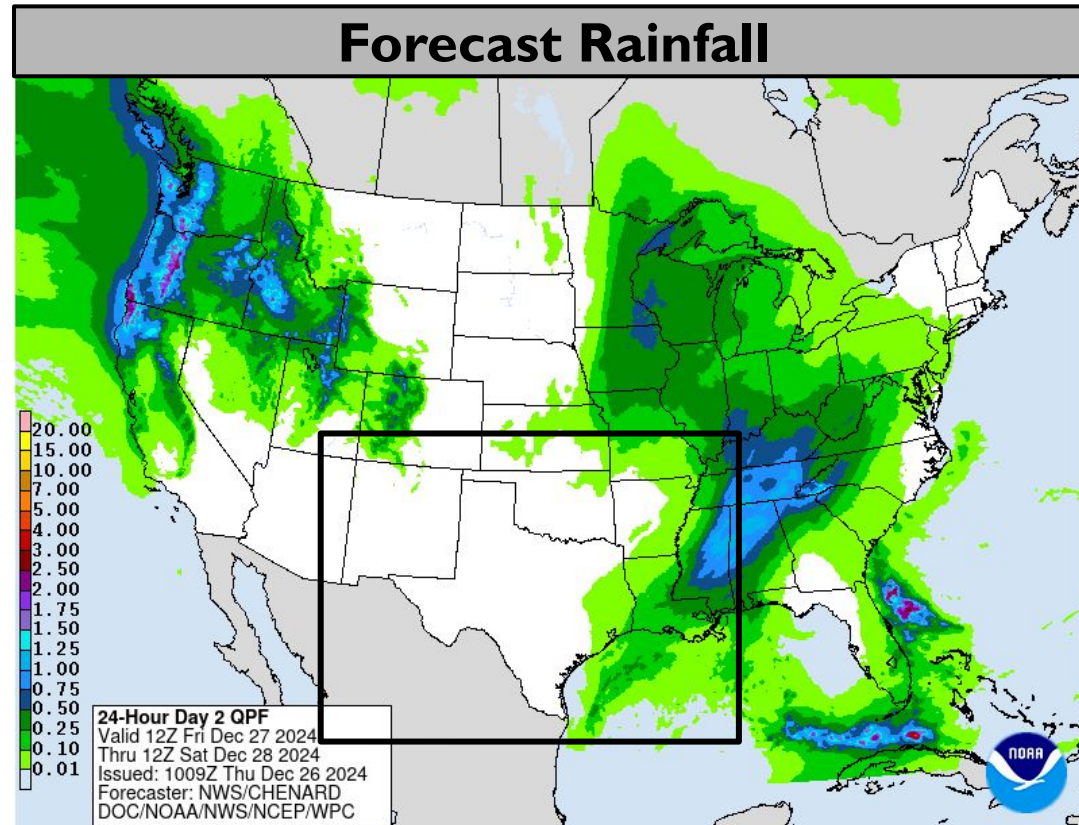 Forecast Rainfall
20.00
15.00
10.00
7.00
5.00
4.00
3.00
2.50
2.00
1.75
1.50
1.25
1.00
0.75
0.50
0.25
0.10
0.01
24-Hour Day 2 QPF
Valid 12Z Fri Dec 27 2024
Thru 12Z Sat Dec 28 2024
Issued: 1009Z Thu Dec 26 2024
Forecaster: NWS/CHENARD
DOC/NOAA/NWS/NCEP/WPC
NOAA